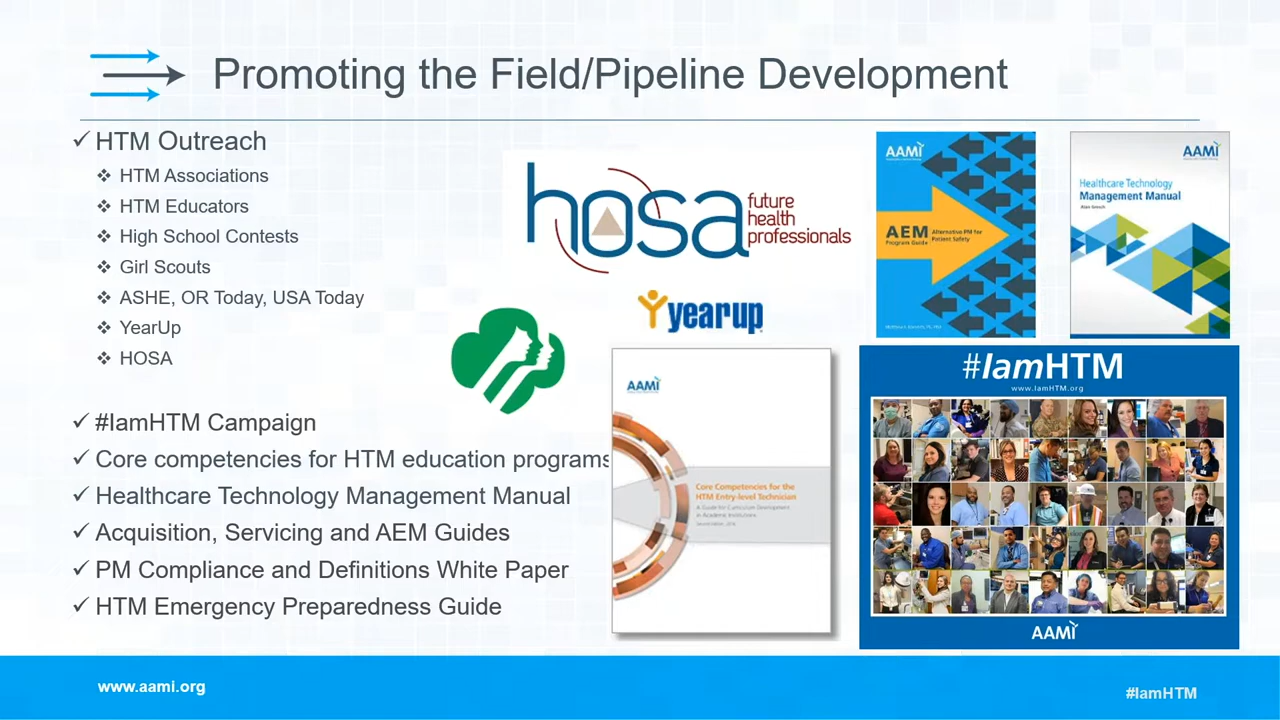 Promoting the Field/Pipeline Development
HTM Outreach
HTM Associations
HTM Educators
High School Contests
Girl Scouts
ASHE, OR Today, USA Today
YearUp
HOSA
#IamHTM Campaign
Core competencies for HTM education programs
Healthcare Technology Management Manual
Acquisition, Servicing and AEM Guides
PM Compliance and Definitions White Paper
HTM Emergency Preparedness Guide
hosa
future
health
professionals
year up
AAMI
AEM Alternative PM for
Program Guide Patient Safety
AAMI
Healthcare Technology
Management Manual
AAMI
Core Competencies for the
HTM Entry-level Technician
A Guide for Curriculum Development
in Academic Institutions
#IamHTM
www.IamHTM.org
AAMI
www.aami.org
#IamHTM